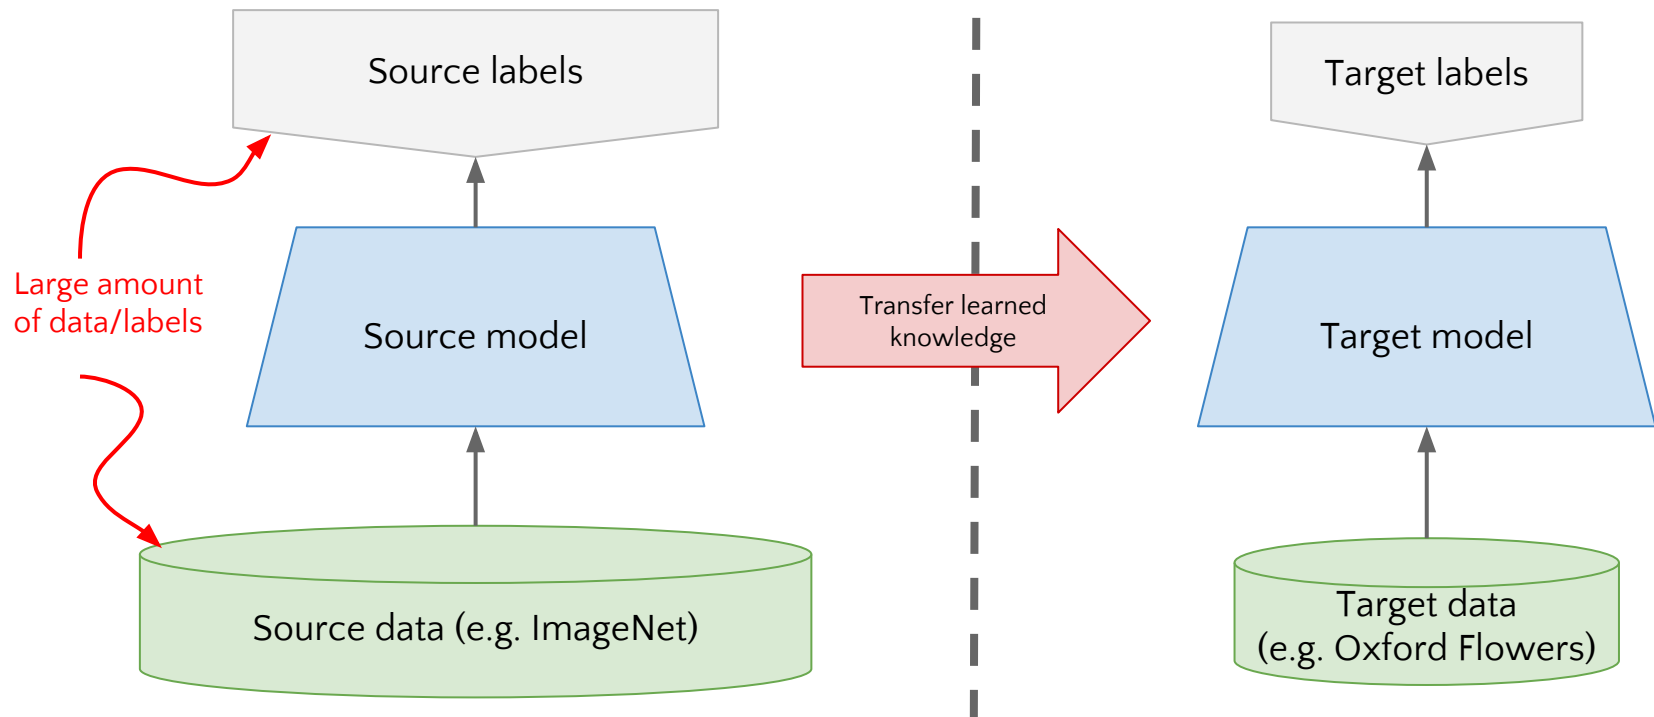 Source labels
Target labels
Large amount
of data/labels
Source model
Transfer learned
knowledge
Target model
Source data (e.g. ImageNet)
Target data
(e.g. Oxford Flowers)